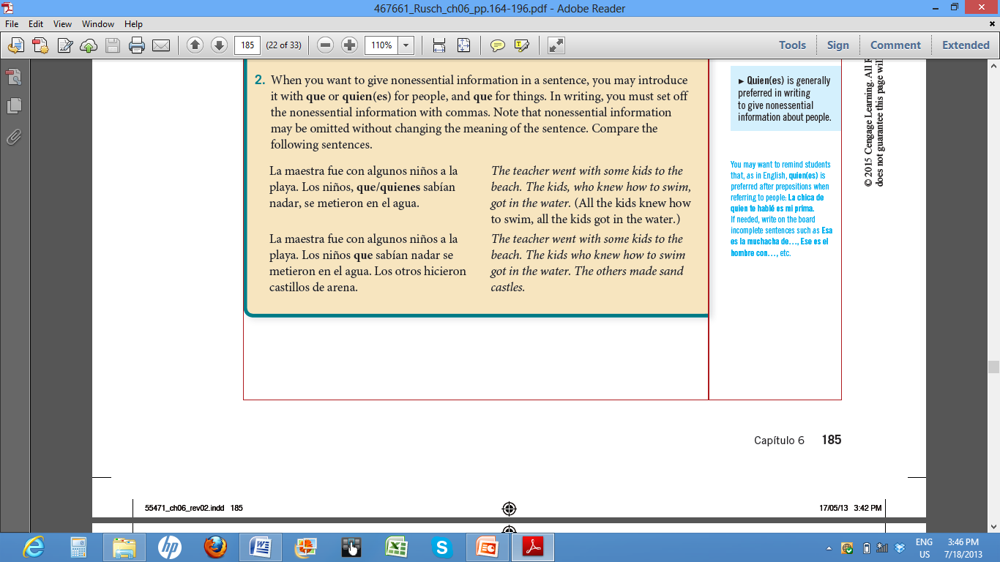 467661_Rusch_ch06_pp.164-196.pdf - Adobe Reader
File Edit View Window Help
185 (22 of 33) 110% Tools Sign Comment Extended
2. When you want to give nonessential information in a sentence, you may introduce
it with que or quien(es) for people, and que for things. In writing, you must set off
the nonessential information with commas. Note that nonessential information
may be omitted without changing the meaning of the sentence. Compare the
following sentences.
La maestra fue con algunos niños a la
playa. Los niños, que/quienes sabían
nadar, se metieron en el agua.
The teacher went with some kids to the
beach. The kids, who knew how to swim,
got in the water. (All the kids knew how
to swim, all the kids got in the water.)
La maestra fue con algunos niños a la
playa. Los niños que sabían nadar se
metieron en el agua. Los otros hicieron
castillos de arena.
The teacher went with some kids to the
beach. The kids who knew how to swim
got in the water. The others made sand
castles.
► Quien(es) is generally
preferred in writing
to give nonessential
information about people.
You may want to remind students
that, as in English, quien(es) is
preferred after prepositions when
referring to people: La chica de
quien te hablé es mi prima.
If needed, write on the board
incomplete sentences such as Esa
es la muchacha de…, Ese es el
hombre con…, etc.
© 2015 Cengage Learning. All R
does not guarantee this page will
Capítulo 6 185
55471_ch06_rev02.indd 185
17/05/13 3:42 PM
hp
ENG 3:46 PM
US 7/18/2013